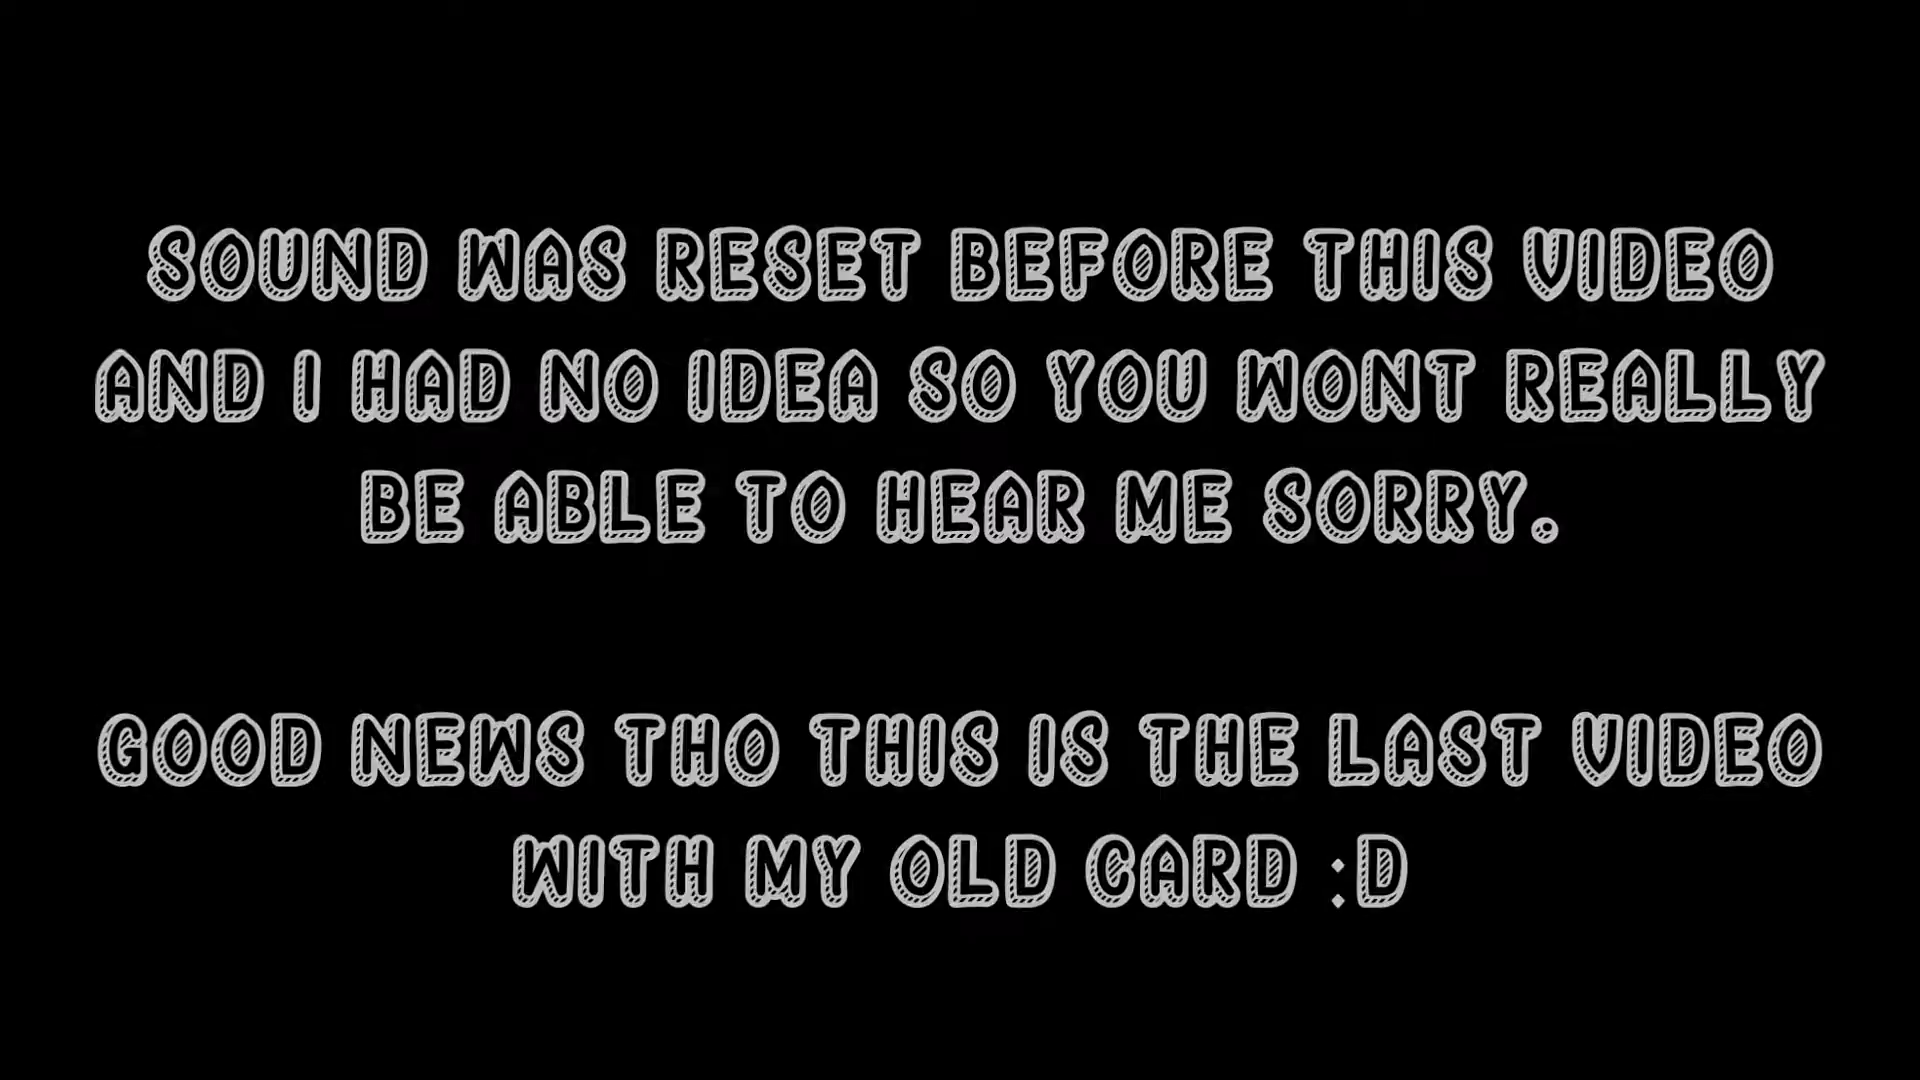 SOUND WAS RESET BEFORE THIS VIDEO
AND I HAD NO IDEA SO YOU WONT REALLY
BE ABLE TO HEAR ME SORRY.
GOOD NEWS THO THIS IS THE LAST VIDEO
WITH MY OLD CARD :D